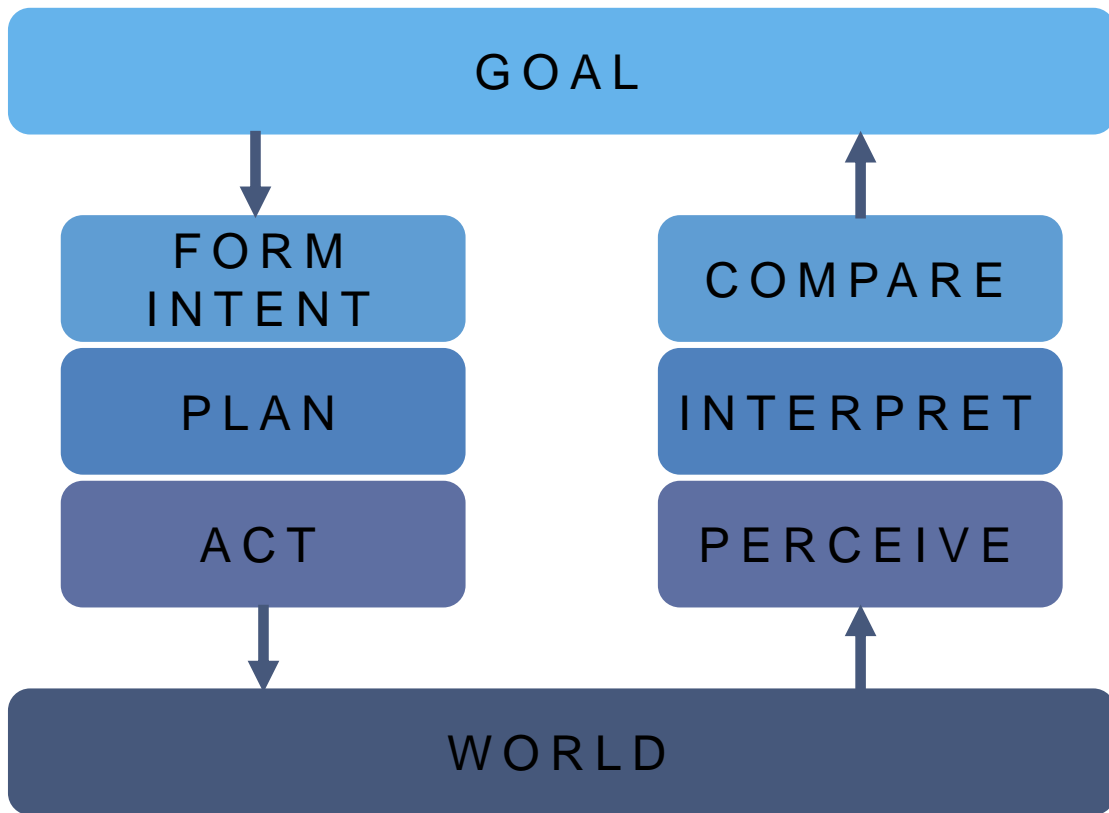 GOAL
FORM
INTENT
PLAN
ACT
COMPARE
INTERPRET
PERCEIVE
WORLD